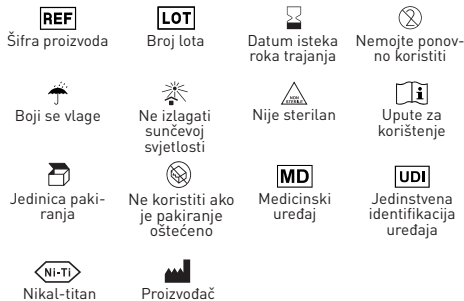 REF
LOT
Šifra proizvoda
Broj lota
Datum isteka
roka trajanja
Nemojte ponov-
no koristiti
2
Boji se vlage
Ne izlagati
sunčevoj
svjetlosti
NON
STERILE
Nije sterilan
i
Upute za
korištenje
Jedinica paki-
ranja
Ne koristiti ako
je pakiranje
oštećeno
MD
Medicinski
uređaj
UDI
Jedinstvena
identifikacija
uređaja
Ni-Ti
Nikal-titan
Proizvođač